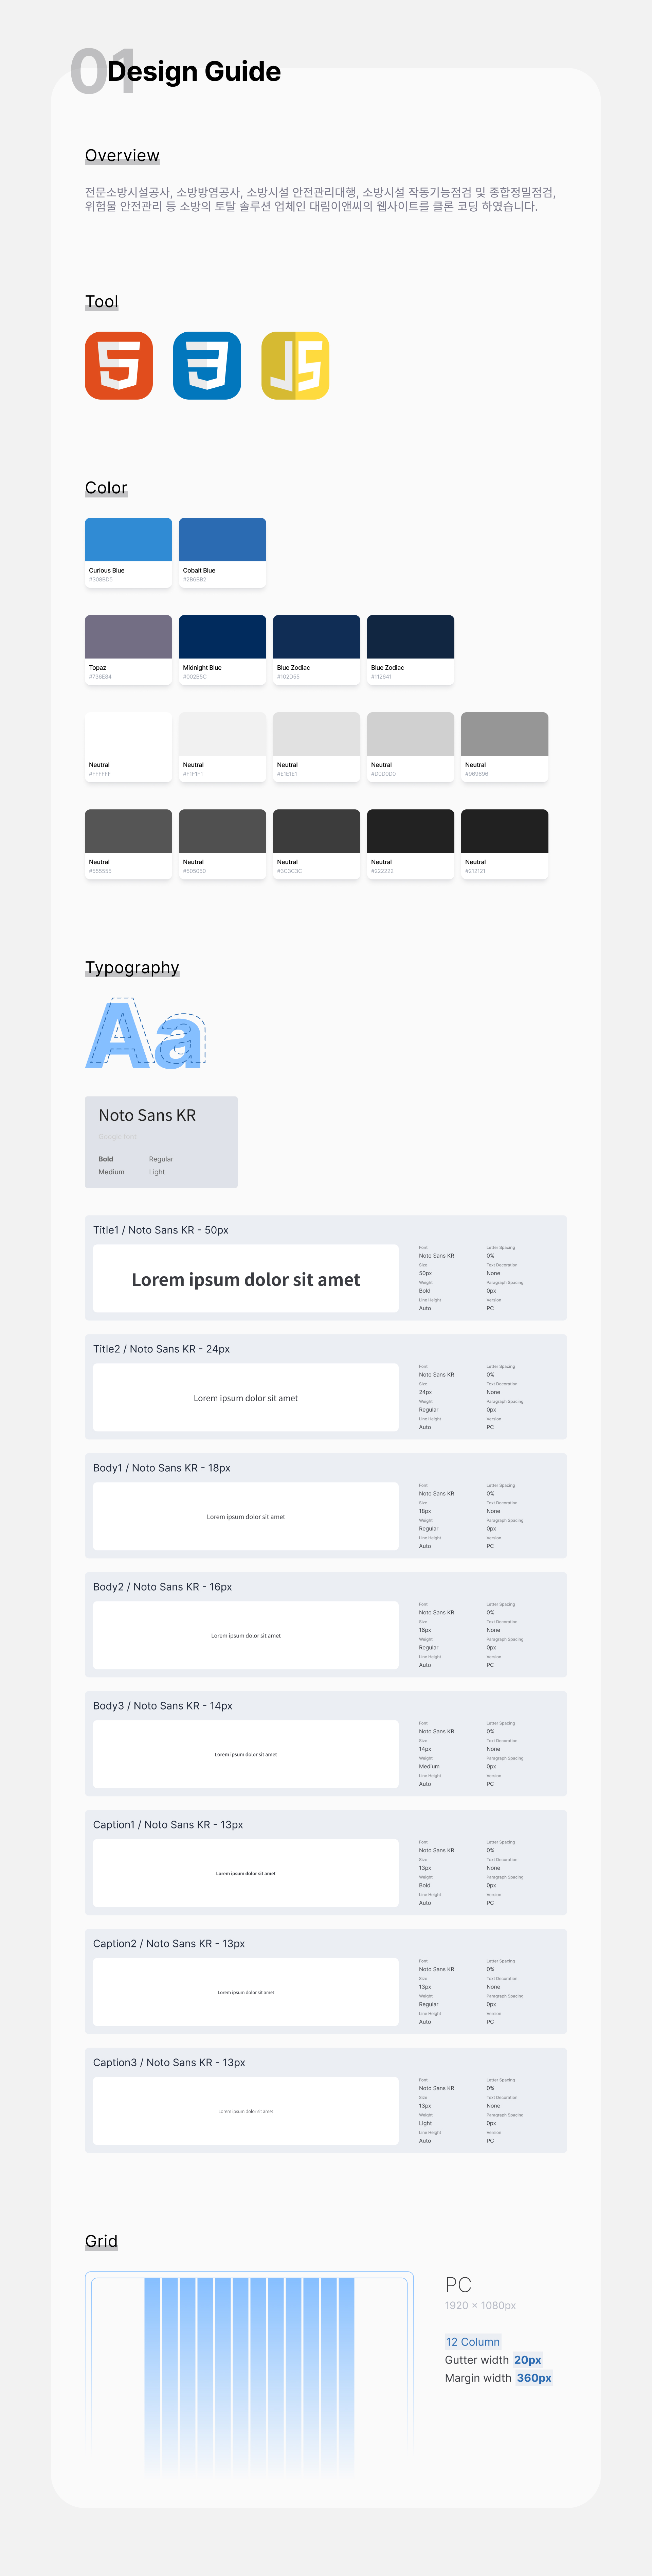 01
Design Guide
Overview
전문소방시설공사, 소방방염공사, 소방시설 안전관리대행, 소방시설 작동기능점검 및 종합정밀점검,
위험물 안전관리 등 소방의 토탈 솔루션 업체인 대림이앤씨의 웹사이트를 클론 코딩 하였습니다.
Tool
JS
Color
Curious Blue
Cobalt Blue
Topaz
Midnight Blue
Blue Zodiac
Blue Zodiac
#736E84
#002B5C
#102D55
#112641
Neutral
Neutral
Neutral
Neutral
Neutral
#FFFFFF
#F1F1F1
#E1E1E1
#D0D0D0
#969696
Neutral
Neutral
Neutral
Neutral
Neutral
#555555
#505050
#3C3C3C
#222222
#212121
Typography
Aa
Noto Sans KR
Google font
Bold
Regular
Medium
Light
Title1 / Noto Sans KR - 50px
Lorem ipsum dolor sit amet
Font
Letter Spacing
Noto Sans KR
0%
Size
Text Decoration
50px
None
Weight
Paragraph Spacing
Bold
0px
Line Height
Version
Auto
PC
Title2 / Noto Sans KR - 24px
Lorem ipsum dolor sit amet
Font
Letter Spacing
Noto Sans KR
0%
Size
Text Decoration
24px
None
Weight
Paragraph Spacing
Regular
0px
Line Height
Version
Auto
PC
Body1 / Noto Sans KR - 18px
Lorem ipsum dolor sit amet
Font
Letter Spacing
Noto Sans KR
0%
Size
Text Decoration
18px
None
Weight
Paragraph Spacing
Regular
0px
Line Height
Version
Auto
PC
Body2 / Noto Sans KR - 16px
Lorem ipsum dolor sit amet
Font
Letter Spacing
Noto Sans KR
0%
Size
Text Decoration
16px
None
Weight
Paragraph Spacing
Regular
0px
Line Height
Version
Auto
PC
Body3 / Noto Sans KR - 14px
Lorem ipsum dolor sit amet
Font
Letter Spacing
Noto Sans KR
0%
Size
Text Decoration
14px
None
Weight
Paragraph Spacing
Medium
0px
Line Height
Version
Auto
PC
Caption1 / Noto Sans KR - 13px
Lorem ipsum dolor sit amet
Font
Letter Spacing
Noto Sans KR
0%
Size
Text Decoration
13px
None
Weight
Paragraph Spacing
Bold
0px
Line Height
Version
Auto
PC
Caption2 / Noto Sans KR - 13px
Lorem ipsum dolor sit amet
Font
Letter Spacing
Noto Sans KR
0%
Size
Text Decoration
13px
None
Weight
Paragraph Spacing
Regular
0px
Line Height
Version
Auto
PC
Caption3 / Noto Sans KR - 13px
Lorem ipsum dolor sit amet
Font
Letter Spacing
Noto Sans KR
0%
Size
Text Decoration
13px
None
Weight
Paragraph Spacing
Light
0px
Line Height
Version
Auto
PC
Grid
PC
1920 × 1080px
12 Column
Gutter width 20px
Margin width 360px